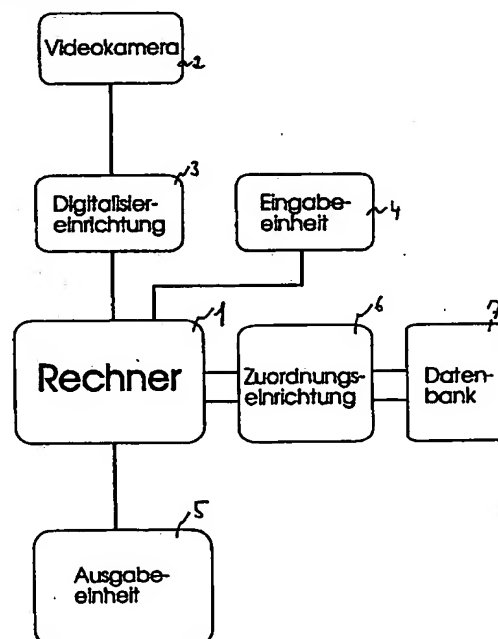 Videokamera
2
3
Digitalisier-
einrichtung
Eingabe-
einheit
4
1
Rechner
6
Zuordnungs-
einrichtung
7
Daten-
bank
5
Ausgabe-
einheit